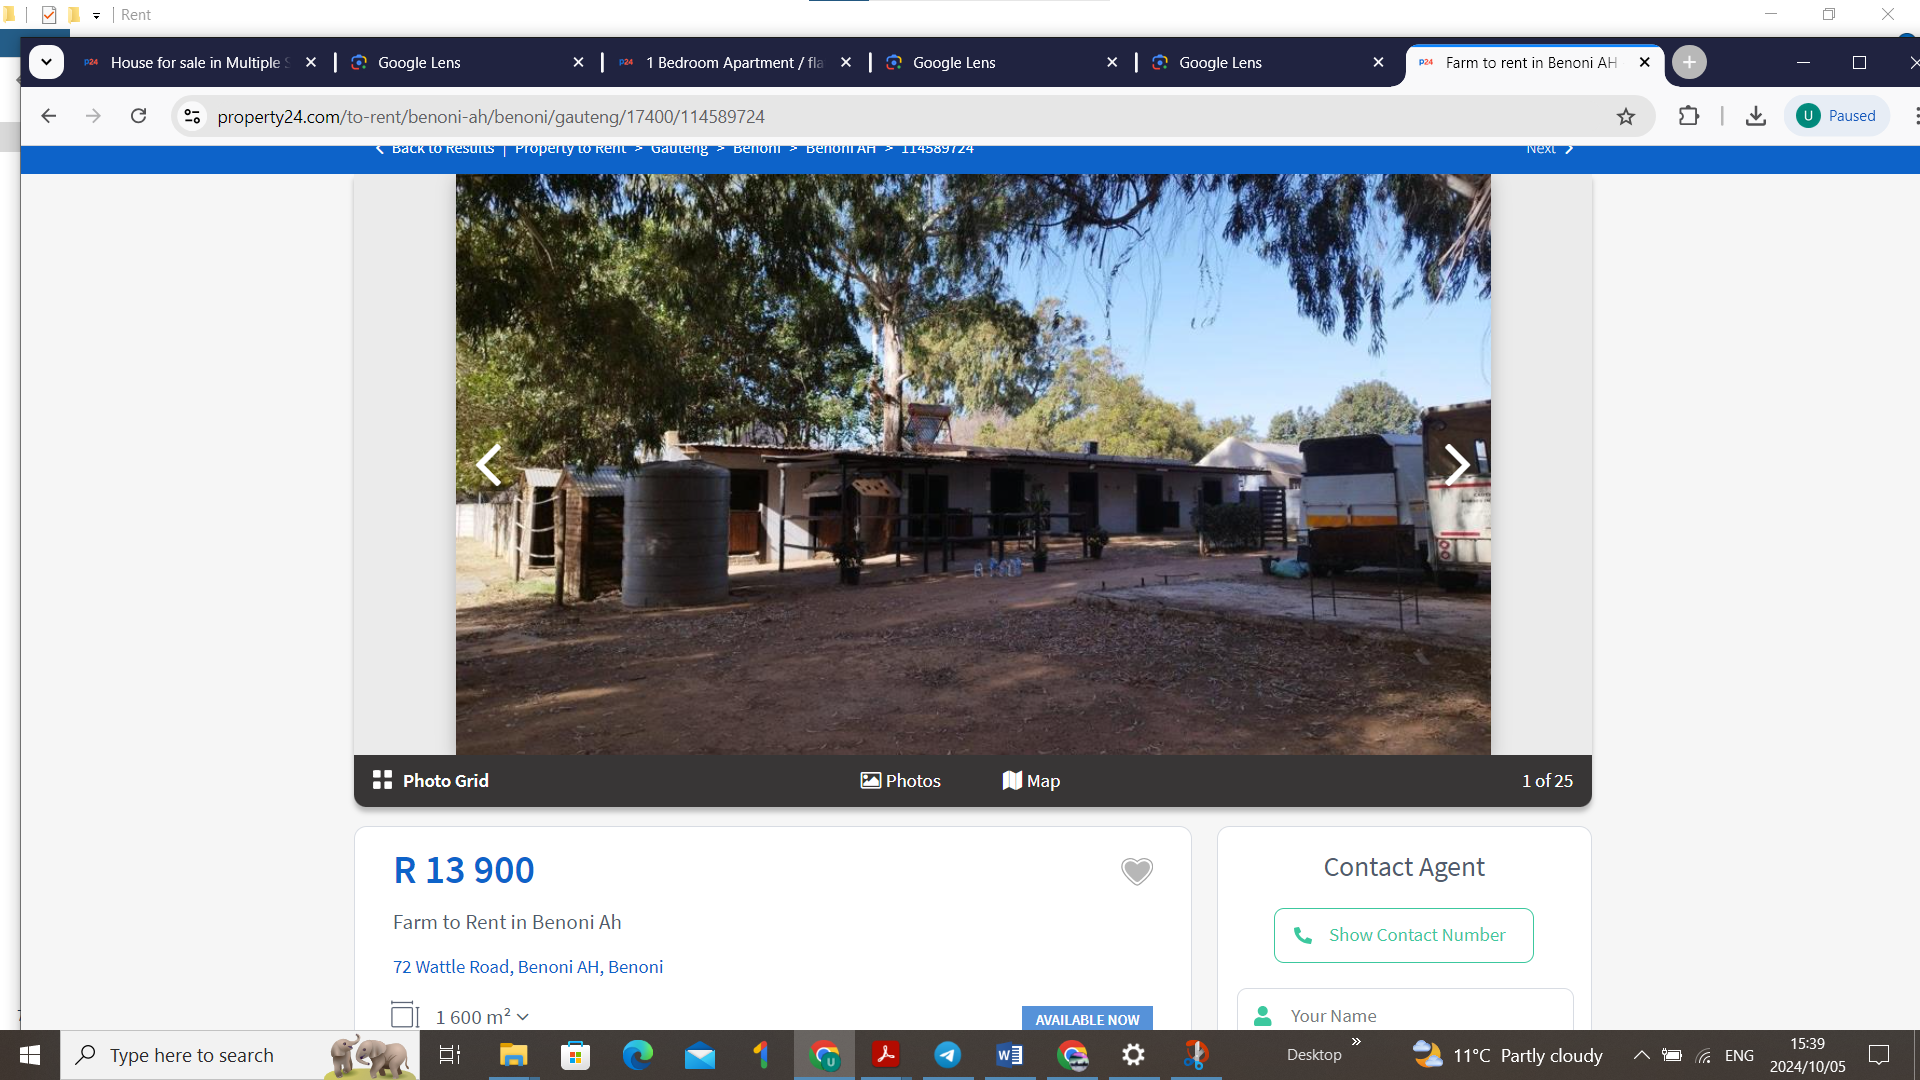 Rent
House for sale in Multiple S
Google Lens
1 Bedroom Apartment / fla
Google Lens
Google Lens
Farm to rent in Benoni AH
property24.com/to-rent/benoni-ah/benoni/gauteng/17400/114589724
U Paused
Back to Results | Property to Rent > Gauteng > Benoni > Benoni AH > 114589724
Next
Photo Grid
Photos
Map
1 of 25
R 13 900
Farm to Rent in Benoni Ah
72 Wattle Road, Benoni AH, Benoni
1 600 m²
AVAILABLE NOW
Contact Agent
Show Contact Number
Your Name
Type here to search
Desktop
11°C Partly cloudy
ENG
15:39
2024/10/05